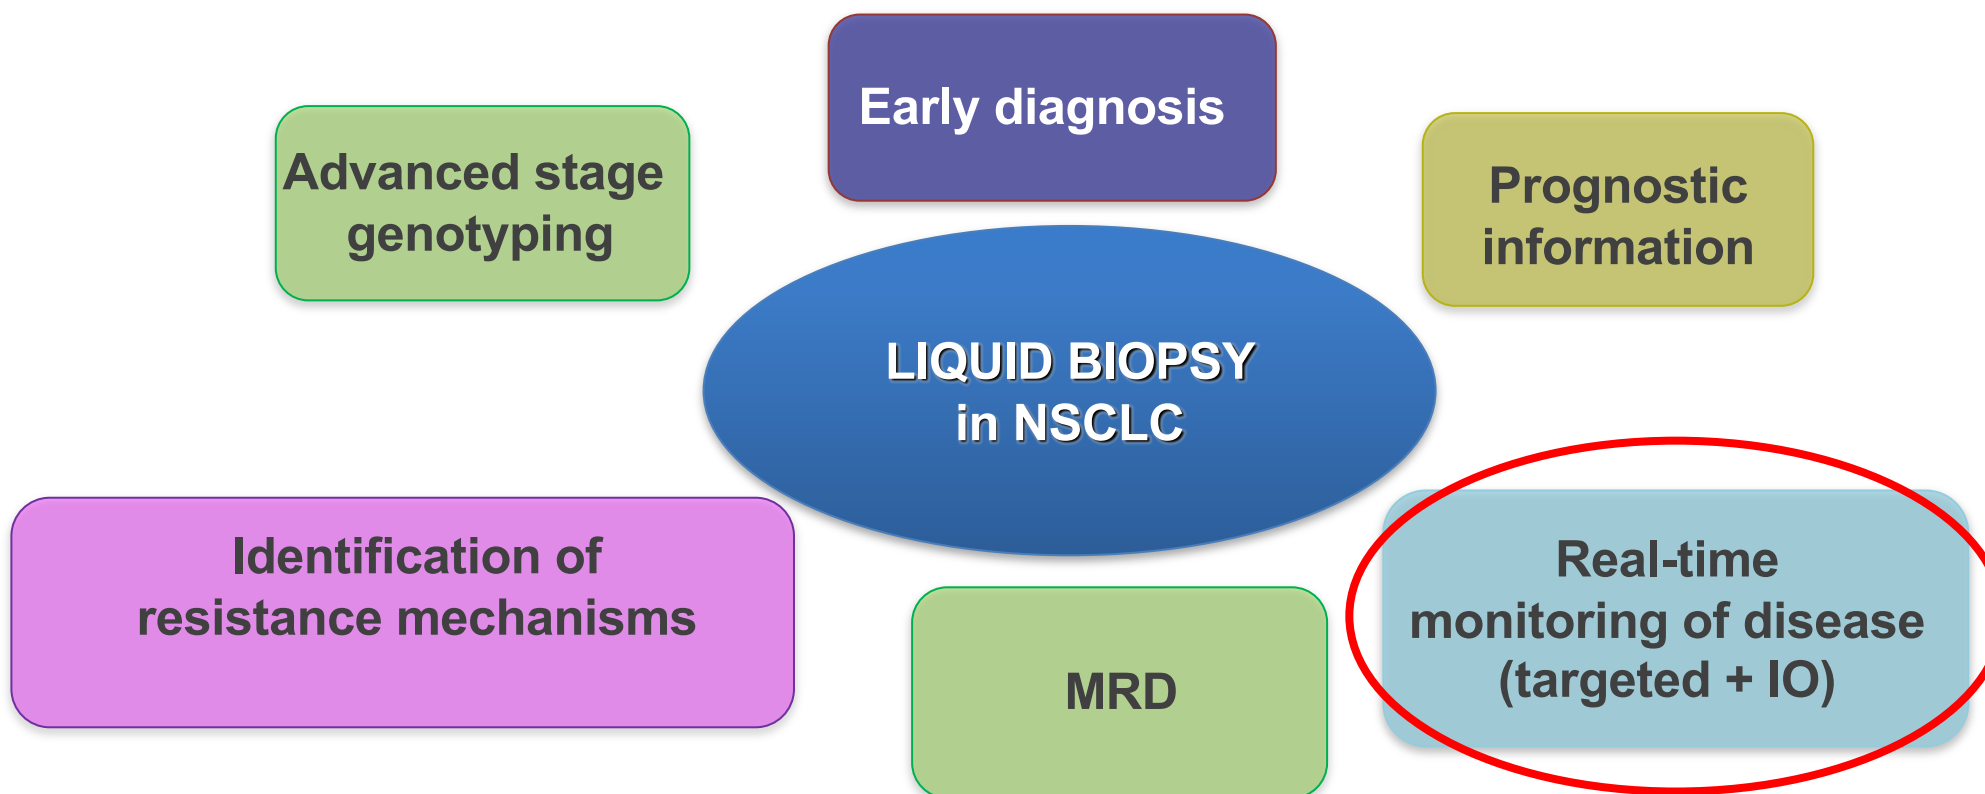 Early diagnosis
Advanced stage
genotyping
Prognostic
information
LIQUID BIOPSY
in NSCLC
Identification of
resistance mechanisms
MRD
Real-time
monitoring of disease
(targeted + IO)